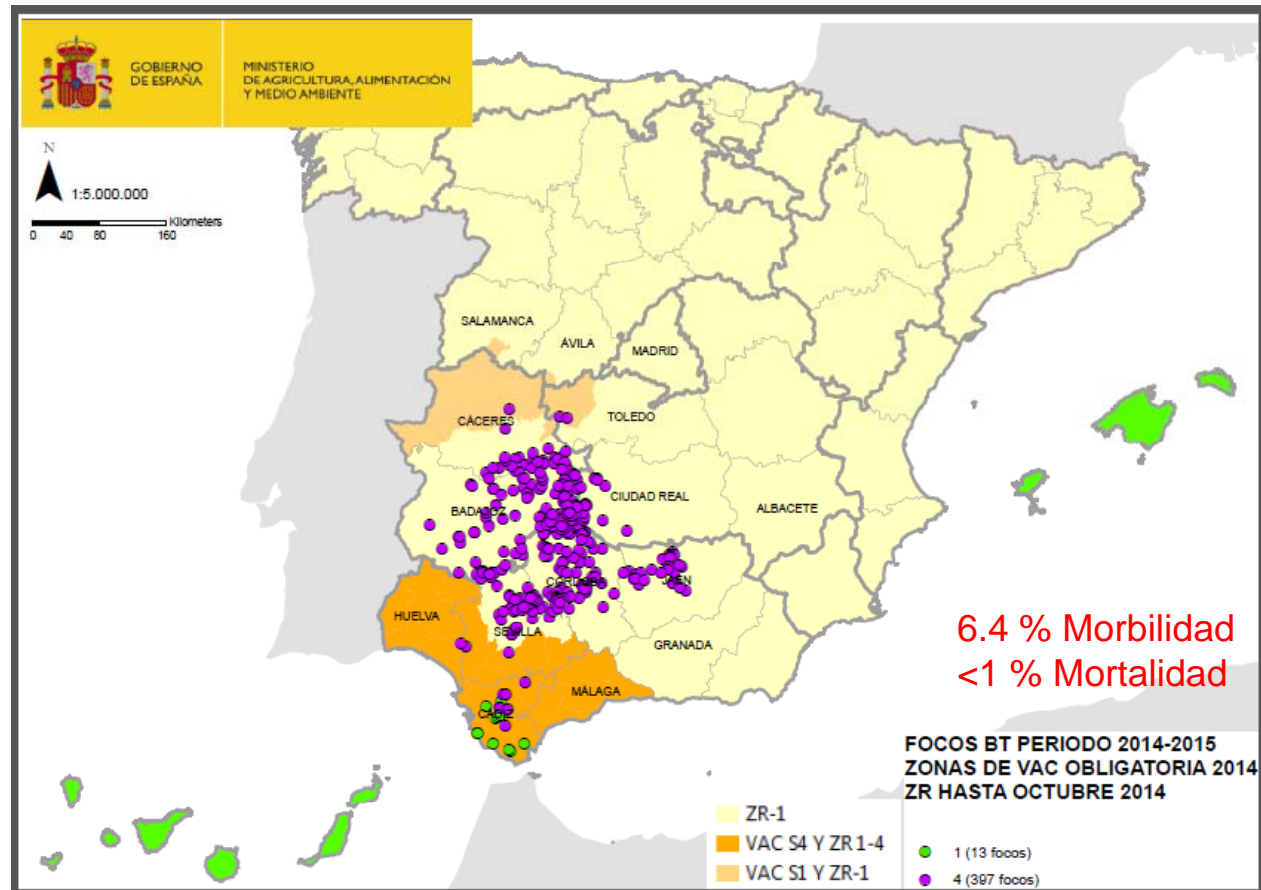 GOBIERNO
DE ESPAÑA
MINISTERIO
DE AGRICULTURA, ALIMENTACIÓN
Y MEDIO AMBIENTE
N
1:5.000.000
Kilometers
0 40 80 160
SALAMANCA
ÁVILA
MADRID
CÁCERES
TOLEDO
CIUDAD REAL
BADAJOZ
ALBACETE
CÓRDOBA
JAÉN
HUELVA
SEVILLA
GRANADA
MÁLAGA
CÁDIZ
6.4 % Morbilidad
<1 % Mortalidad
FOCOS BT PERIODO 2014-2015
ZONAS DE VAC OBLIGATORIA 2014
ZR HASTA OCTUBRE 2014
ZR-1
VAC S4 Y ZR 1-4
VAC S1 Y ZR-1
1 (13 focos)
4 (397 focos)